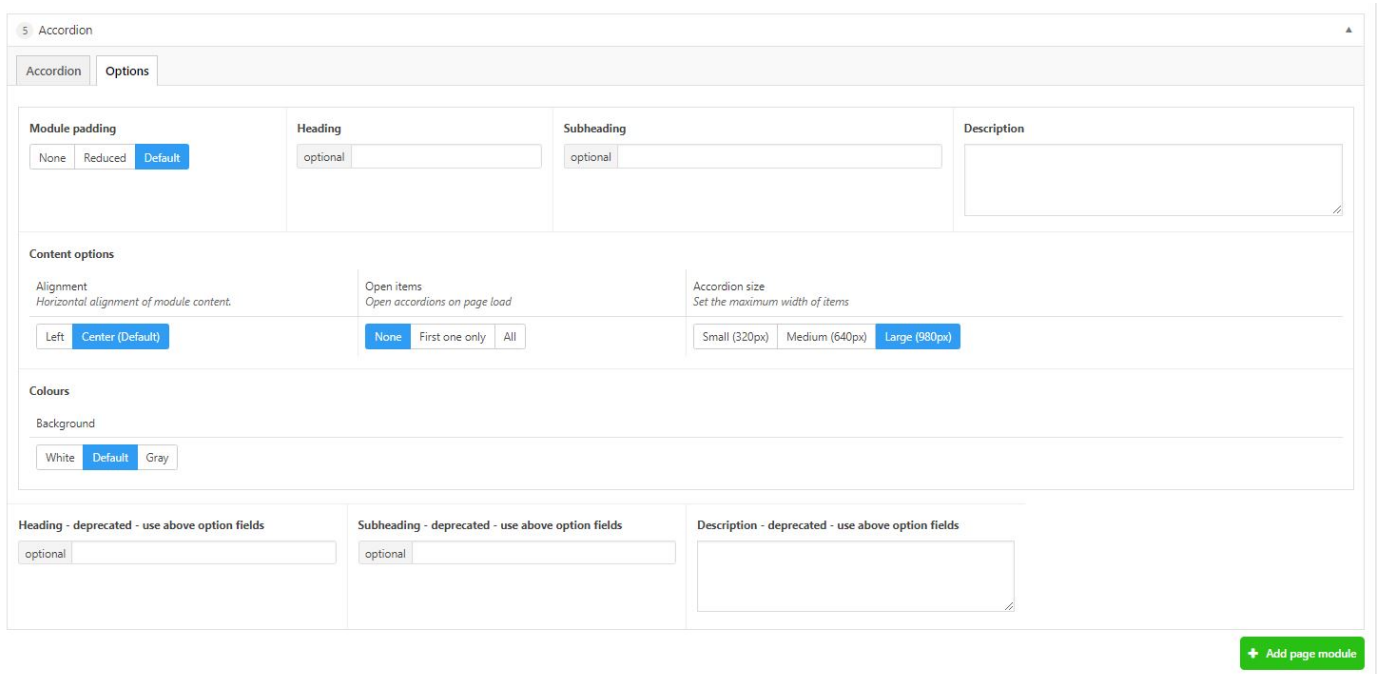 5 Accordion
Accordion Options
Module padding Heading Subheading Description
None Reduced Default optional optional
Content options
Alignment Open items Accordion size
Horizontal alignment of module content. Open accordions on page load Set the maximum width of items
Left Center (Default) None First one only All Small (320px) Medium (640px) Large (980px)
Colours
Background
White Default Gray
Heading - deprecated - use above option fields Subheading - deprecated - use above option fields Description - deprecated - use above option fields
optional optional
+ Add page module